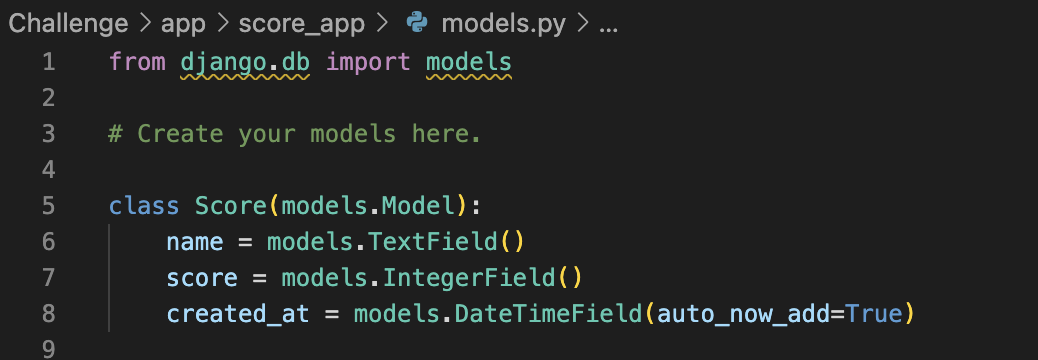 Challenge > app > score_app > models.py > ...
1 from django.db import models
2
3 # Create your models here.
4
5 class Score(models.Model):
6     name = models.TextField()
7     score = models.IntegerField()
8     created_at = models.DateTimeField(auto_now_add=True)
9